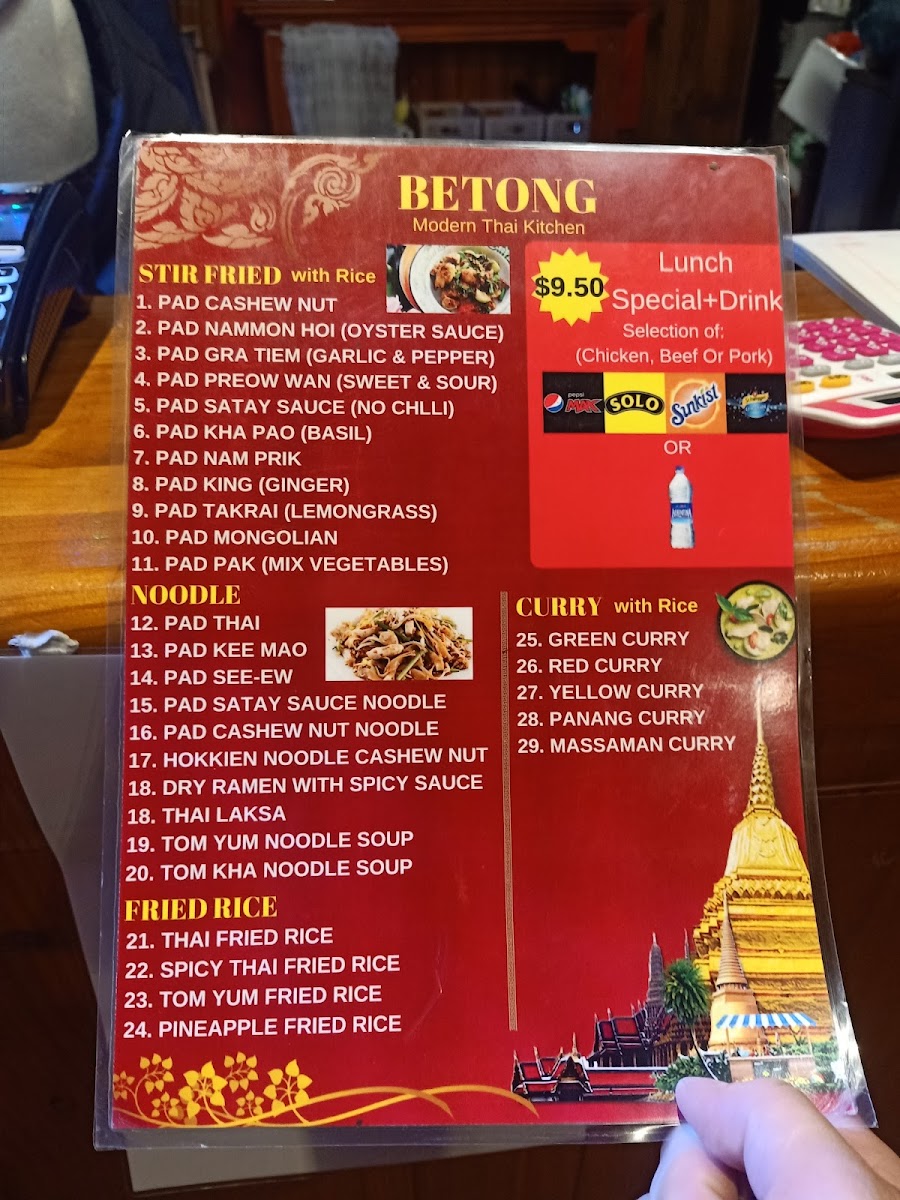 BETONG
Modern Thai Kitchen
STIR FRIED with Rice
1. PAD CASHEW NUT
2. PAD NAMMON HOI (OYSTER SAUCE)
3. PAD GRA TIEM (GARLIC & PEPPER)
4. PAD PREOW WAN (SWEET & SOUR)
5. PAD SATAY SAUCE (NO CHLLI)
6. PAD KHA PAO (BASIL)
7. PAD NAM PRIK
8. PAD KING (GINGER)
9. PAD TAKRAI (LEMONGRASS)
10. PAD MONGOLIAN
11. PAD PAK (MIX VEGETABLES)
$9.50
Lunch
Special+Drink
Selection of:
(Chicken, Beef Or Pork)
pepsi
MAX
SOLO
Sunkist
OR
NOODLE
12. PAD THAI
13. PAD KEE MAO
14. PAD SEE-EW
15. PAD SATAY SAUCE NOODLE
16. PAD CASHEW NUT NOODLE
17. HOKKIEN NOODLE CASHEW NUT
18. DRY RAMEN WITH SPICY SAUCE
18. THAI LAKSA
19. TOM YUM NOODLE SOUP
20. TOM KHA NOODLE SOUP
FRIED RICE
21. THAI FRIED RICE
22. SPICY THAI FRIED RICE
23. TOM YUM FRIED RICE
24. PINEAPPLE FRIED RICE
CURRY with Rice
25. GREEN CURRY
26. RED CURRY
27. YELLOW CURRY
28. PANANG CURRY
29. MASSAMAN CURRY